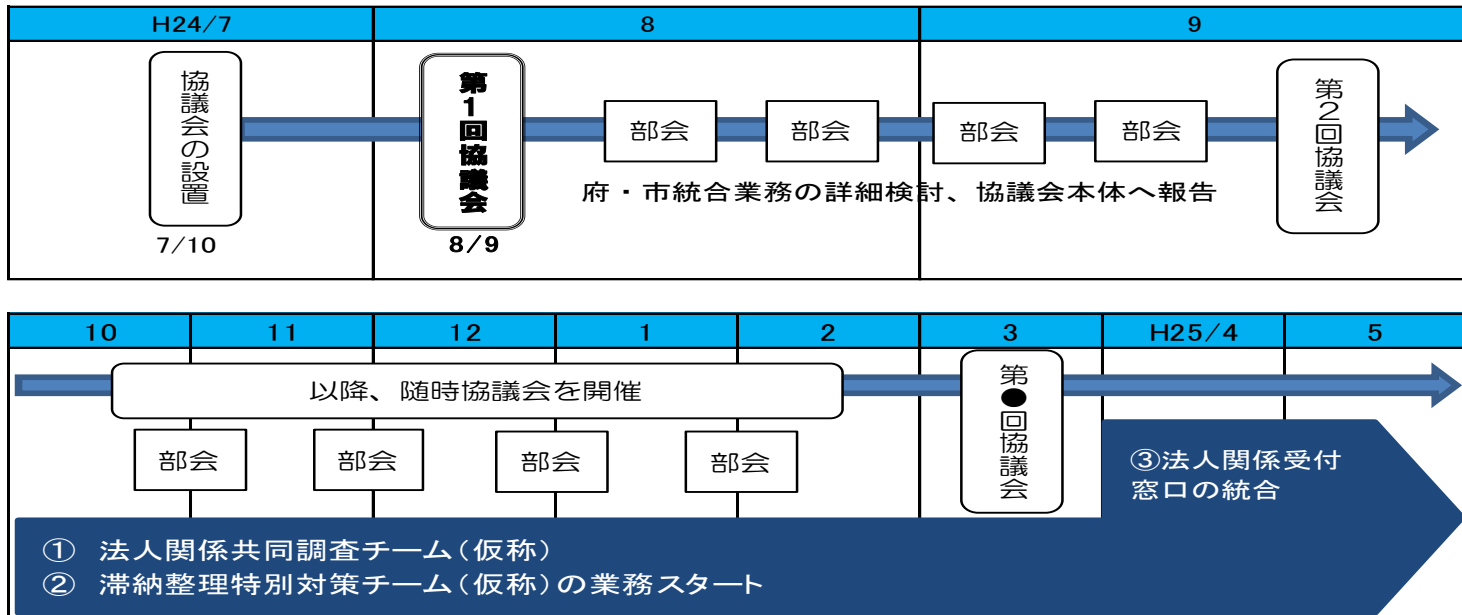 H24/7
8
9
協議会の設置
7/10
第1回協議会
8/9
部会
部会
部会
部会
第2回協議会
府・市統合業務の詳細検討、協議会本体へ報告
10
11
12
1
2
3
H25/4
5
以降、随時協議会を開催
部会
部会
部会
部会
第●回協議会
③法人関係受付
窓口の統合
① 法人関係共同調査チーム(仮称)
② 滞納整理特別対策チーム(仮称)の業務スタート